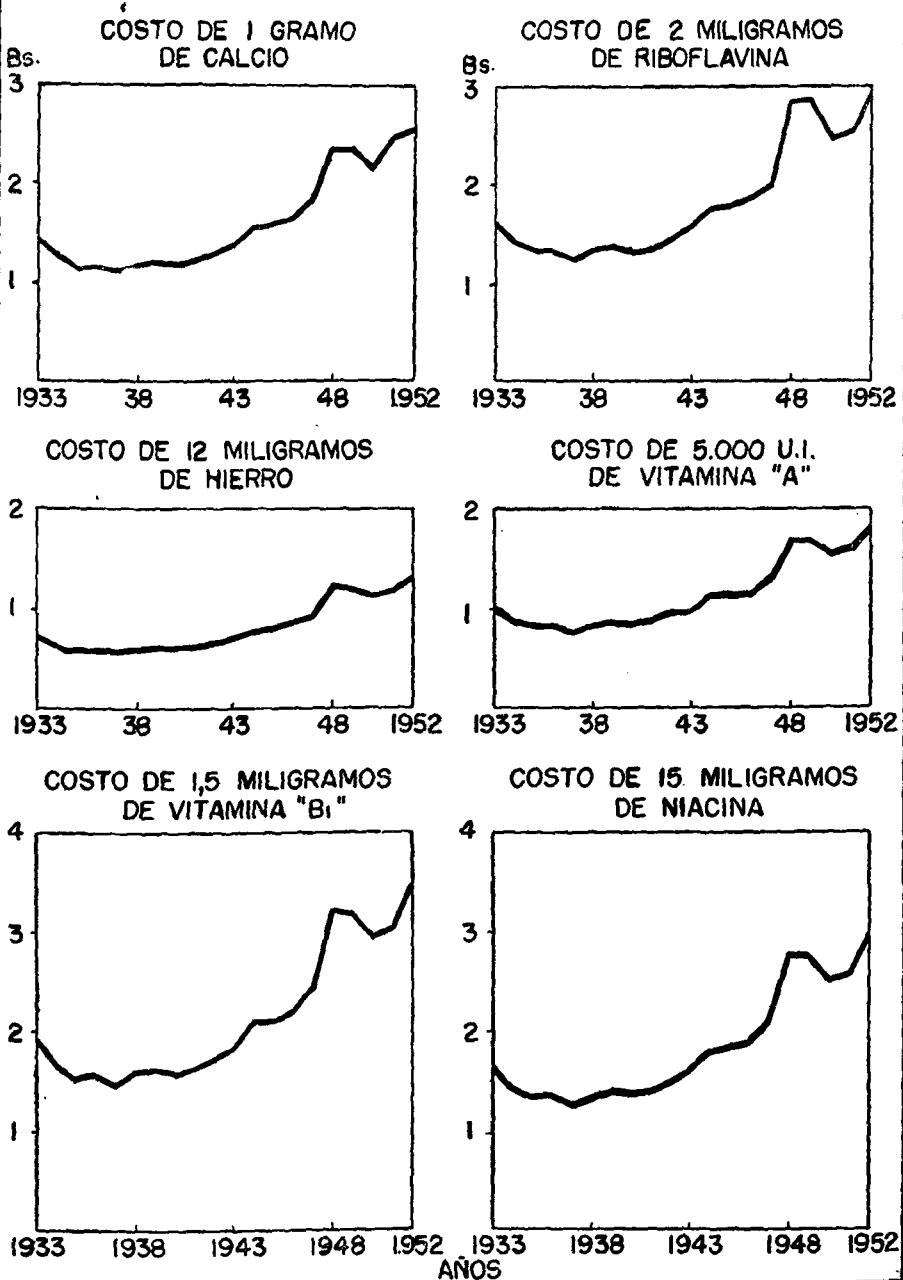 COSTO DE 1 GRAMO
DE CALCIO
Bs.
3
2
1
1933 38 43 48 1952
COSTO DE 2 MILIGRAMOS
DE RIBOFLAVINA
Bs.
3
2
1
1933 38 43 48 1952
COSTO DE 12 MILIGRAMOS
DE HIERRO
2
1
1933 38 43 48 1952
COSTO DE 5.000 U.I.
DE VITAMINA "A"
2
1
1933 38 43 48 1952
COSTO DE 1,5 MILIGRAMOS
DE VITAMINA "B1"
4
3
2
1
1933 1938 1943 1948 1952
COSTO DE 15 MILIGRAMOS
DE NIACINA
4
3
2
1
1933 1938 1943 1948 1952
AÑOS